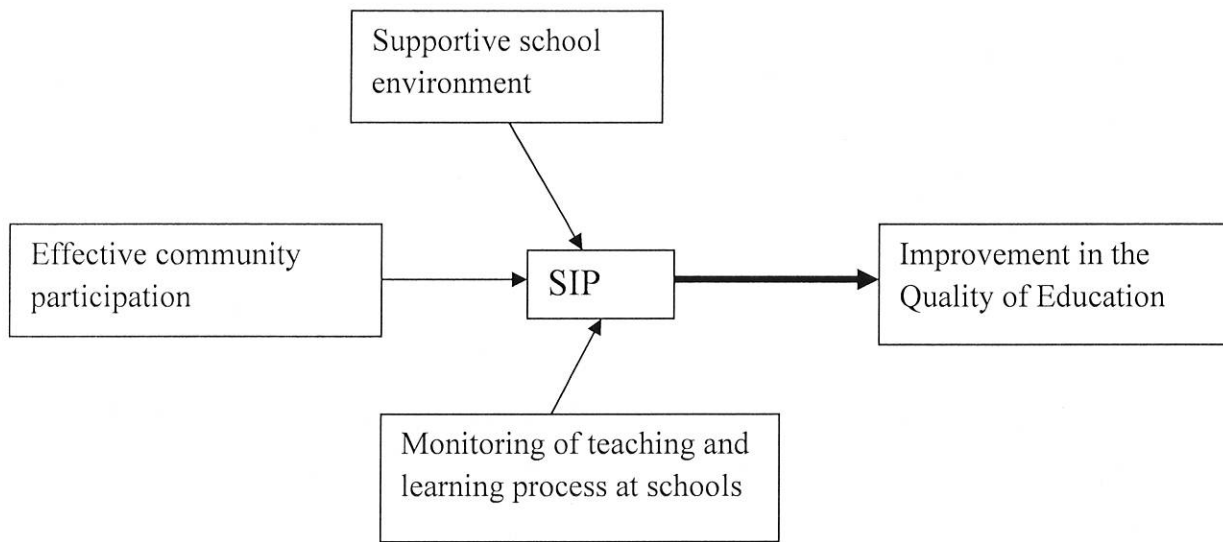 Supportive school
environment
Effective community
participation
SIP
Improvement in the
Quality of Education
Monitoring of teaching and
learning process at schools